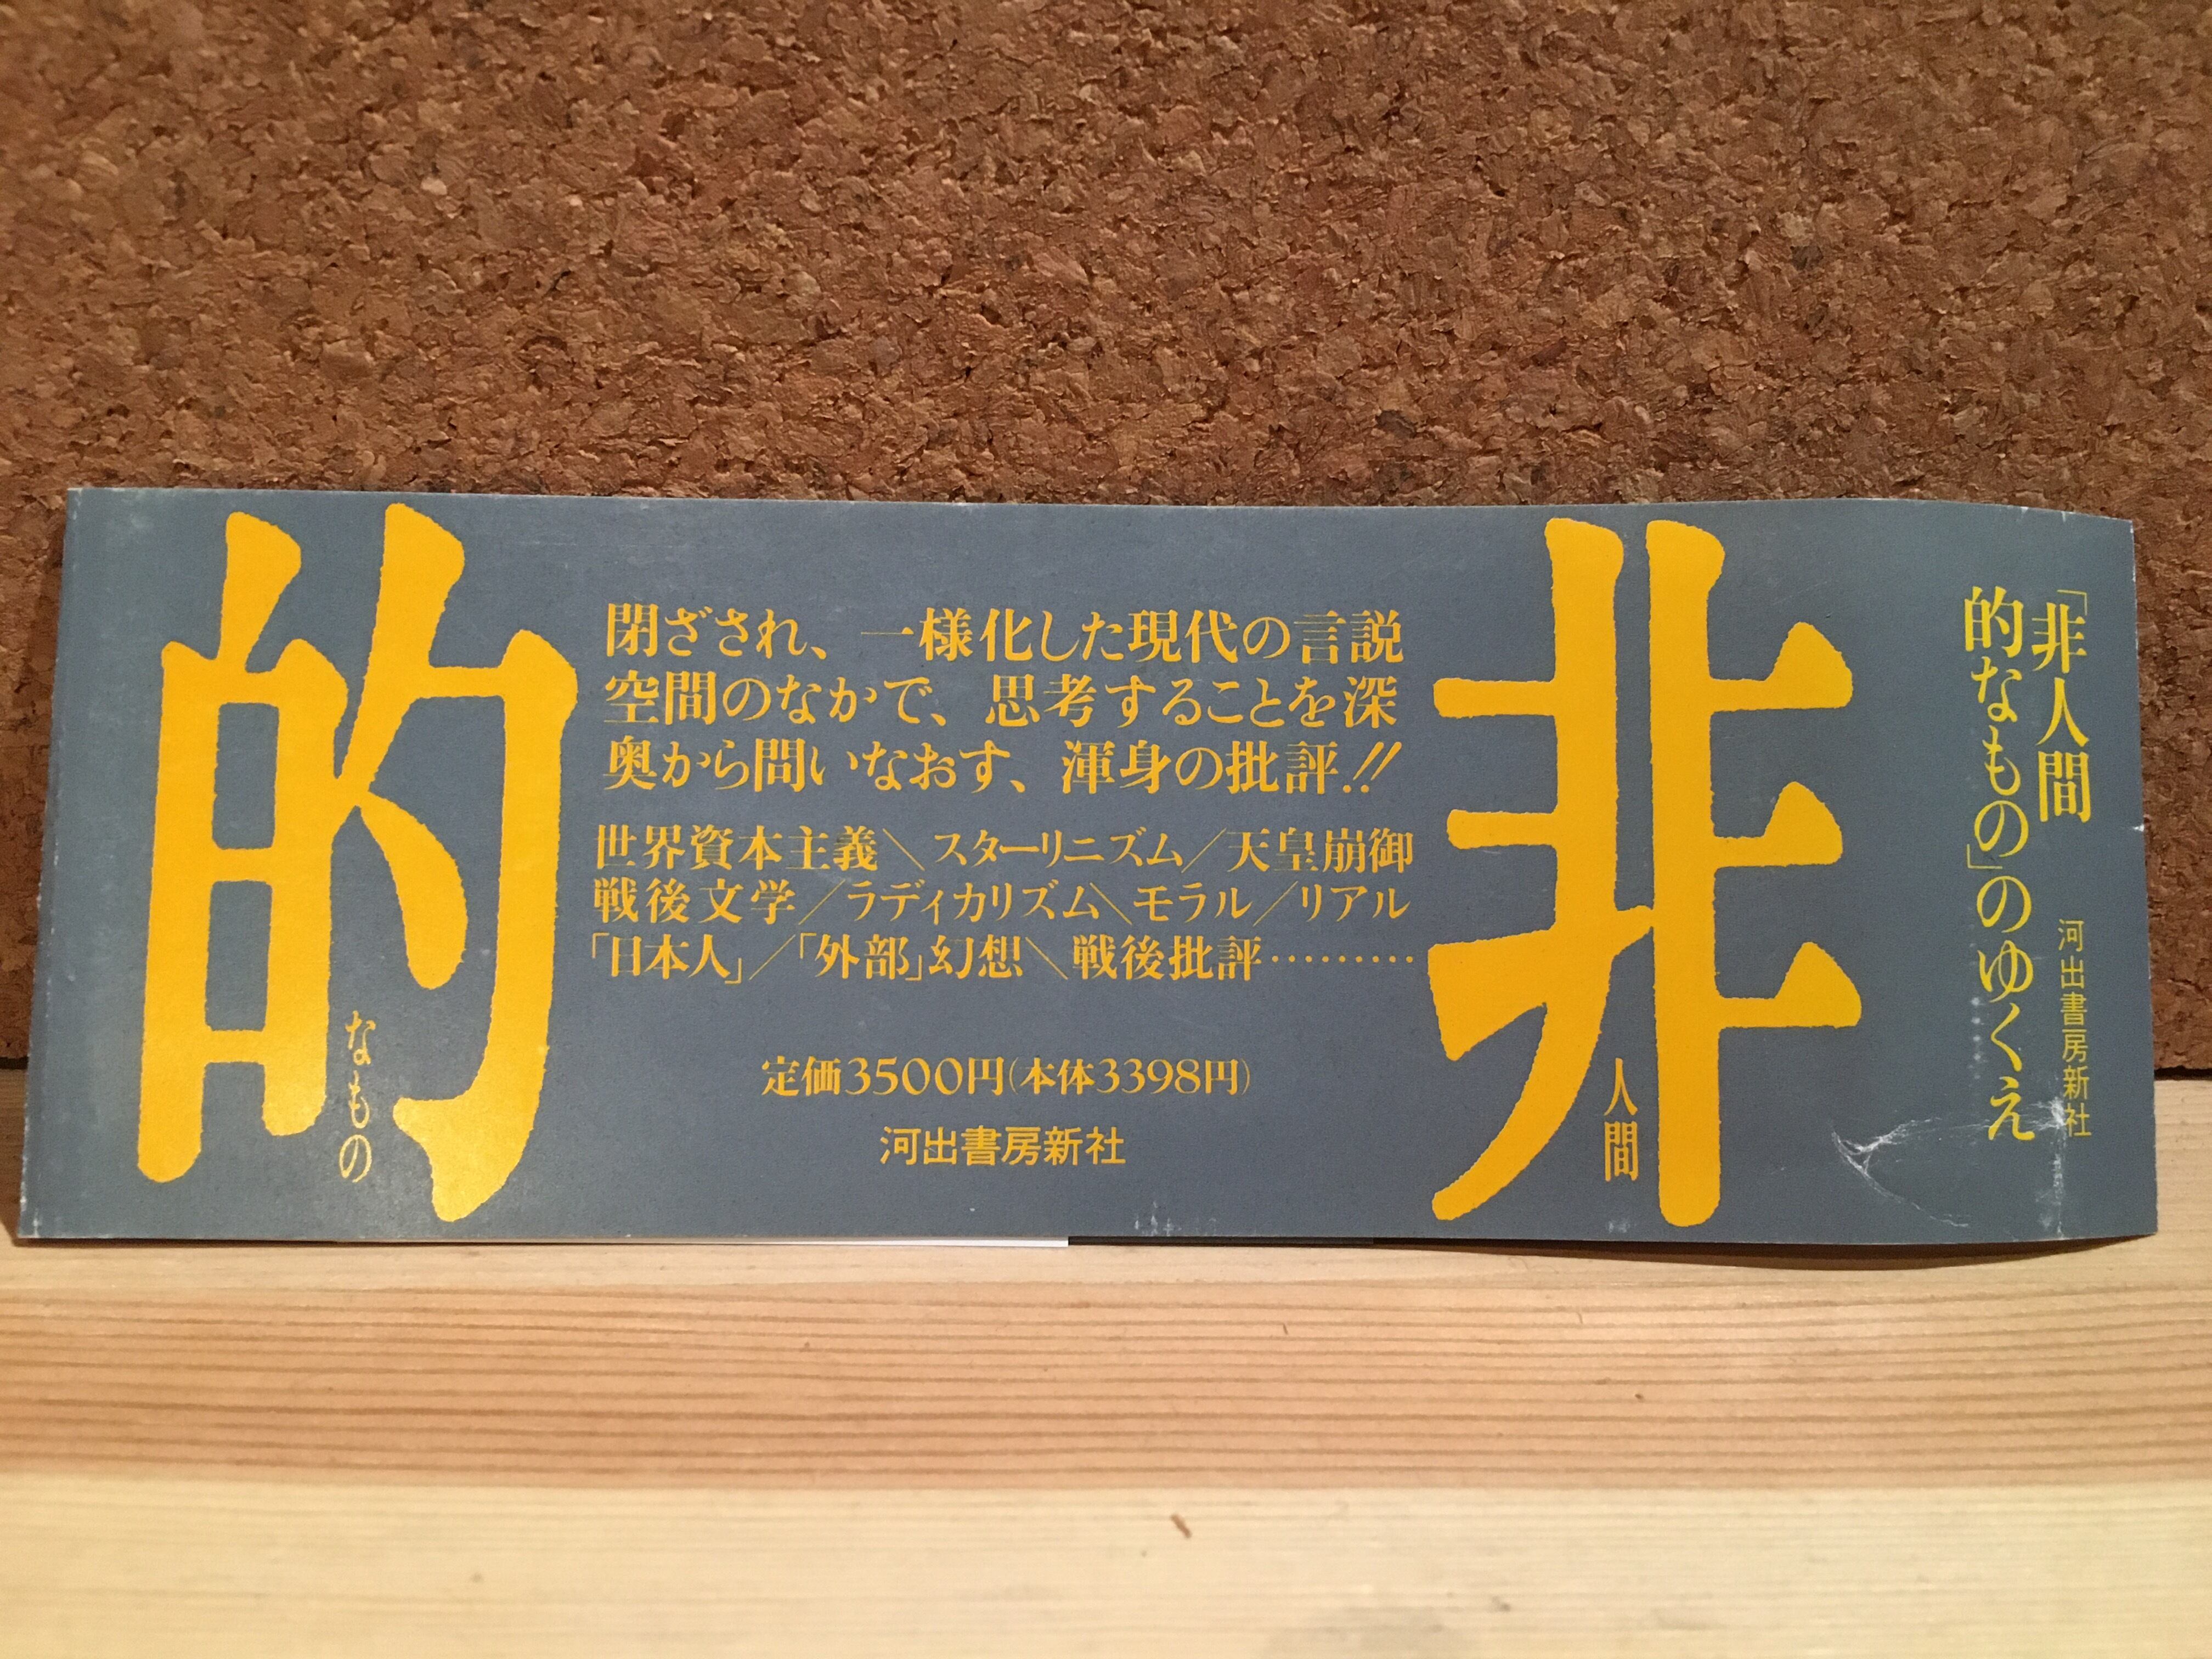 「非人間
的なもの」のゆくえ
河出書房新社
非
人間
閉ざされ、一様化した現代の言説
空間のなかで、思考することを深
奥から問いなおす、渾身の批評!!
世界資本主義＼スターリニズム／天皇崩御
戦後文学／ラディカリズム＼モラル／リアル
「日本人」／「外部」幻想＼戦後批評………
定価3500円(本体3398円)
河出書房新社
的
なもの